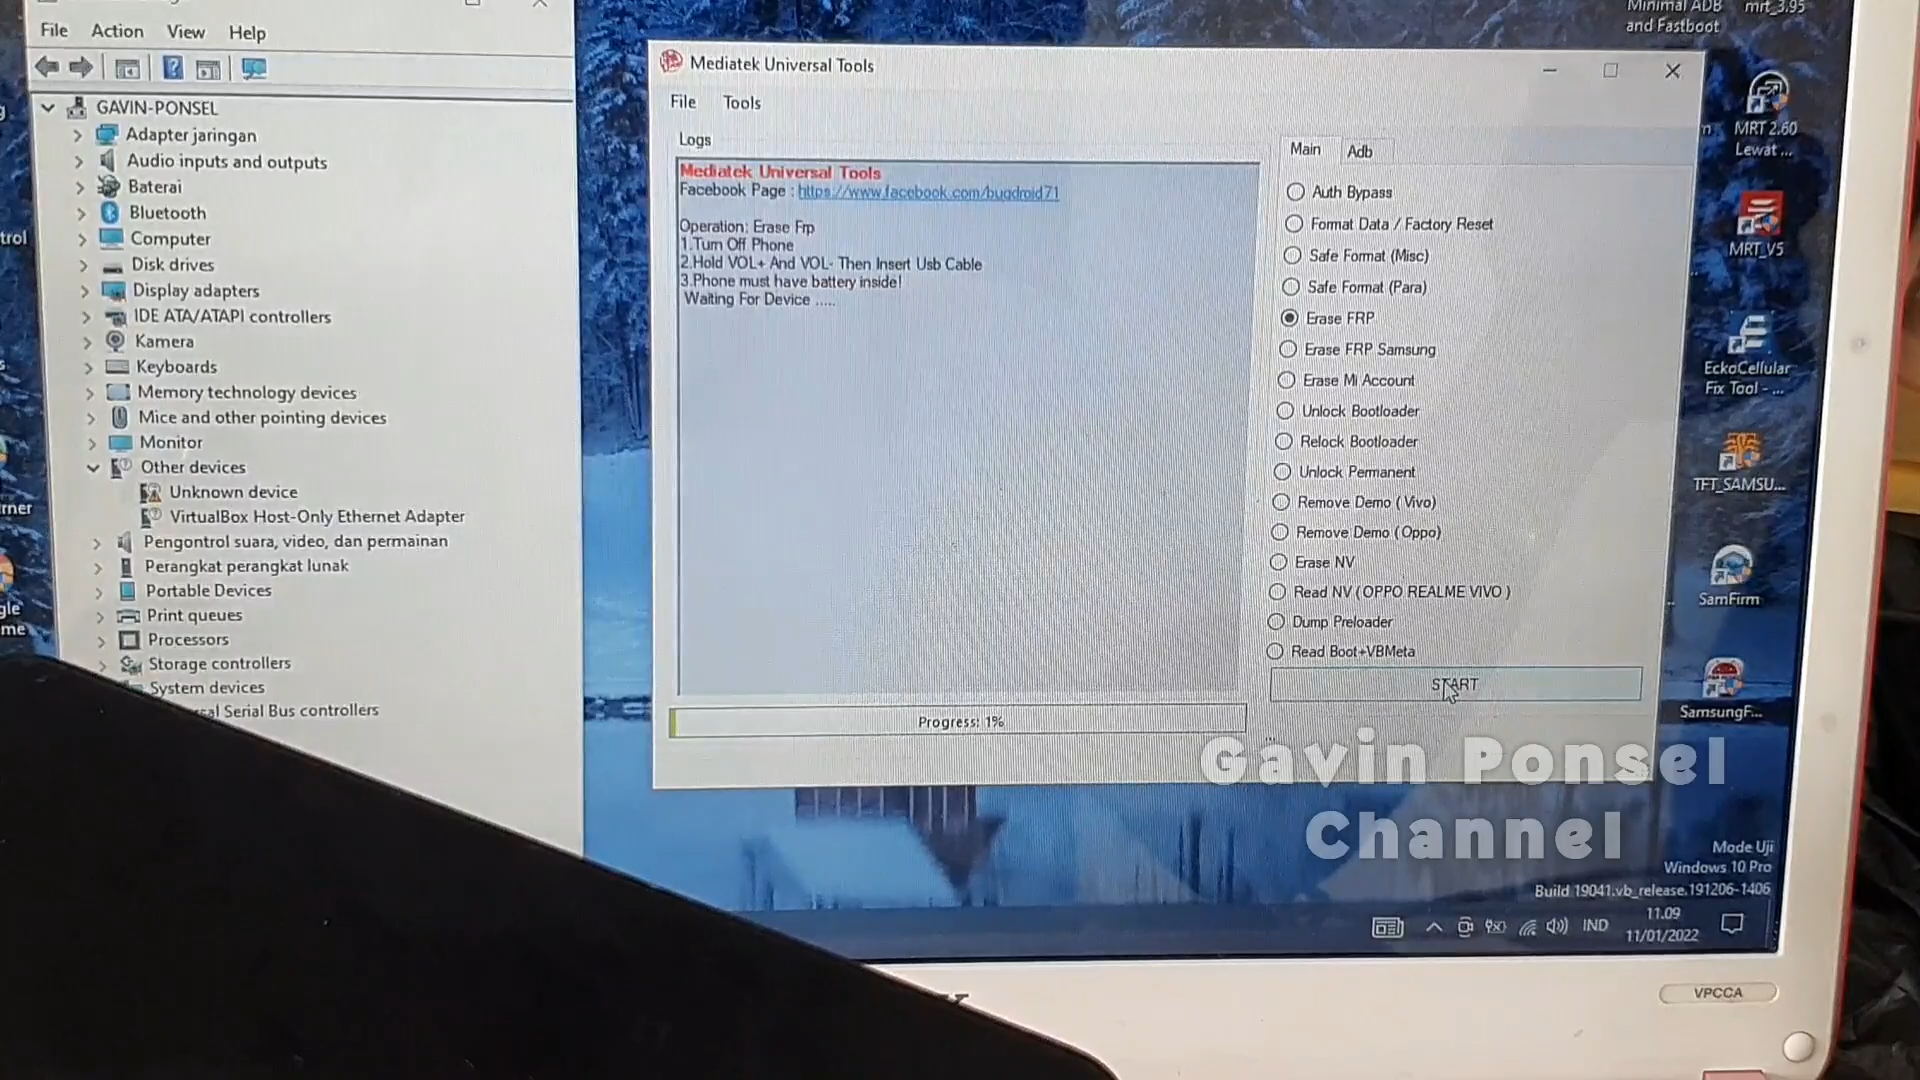 File Action View Help
GAVIN-PONSEL
Adapter jaringan
Audio inputs and outputs
Baterai
Bluetooth
Computer
Disk drives
Display adapters
IDE ATA/ATAPI controllers
Kamera
Keyboards
Memory technology devices
Mice and other pointing devices
Monitor
Other devices
Unknown device
VirtualBox Host-Only Ethernet Adapter
Pengontrol suara, video, dan permainan
Perangkat perangkat lunak
Portable Devices
Print queues
Processors
Storage controllers
System devices
Serial Bus controllers
Mediatek Universal Tools
File Tools
Logs
Mediatek Universal Tools
Facebook Page : https://www.facebook.com/bugdroid71
Operation: Erase Frp
1.Turn Off Phone
2.Hold VOL+ And VOL- Then Insert Usb Cable
3.Phone must have battery inside!
Waiting For Device .....
Progress: 1%
Main Adb
Auth Bypass
Format Data / Factory Reset
Safe Format (Misc)
Safe Format (Para)
Erase FRP
Erase FRP Samsung
Erase Mi Account
Unlock Bootloader
Relock Bootloader
Unlock Permanent
Remove Demo ( Vivo)
Remove Demo ( Oppo)
Erase NV
Read NV ( OPPO REALME VIVO )
Dump Preloader
Read Boot+VBMeta
START
Minimal ADB
and Fastboot
mrt_3.95
MRT 2.60
Lewat ...
MRT_V5
EckoCellular
Fix Tool - ...
TFT_SAMSU...
SamFirm
SamsungF...
Gavin Ponsel
Channel
Mode Uji
Windows 10 Pro
Build 19041.vb_release.191206-1406
IND
11.09
11/01/2022
VPCCA